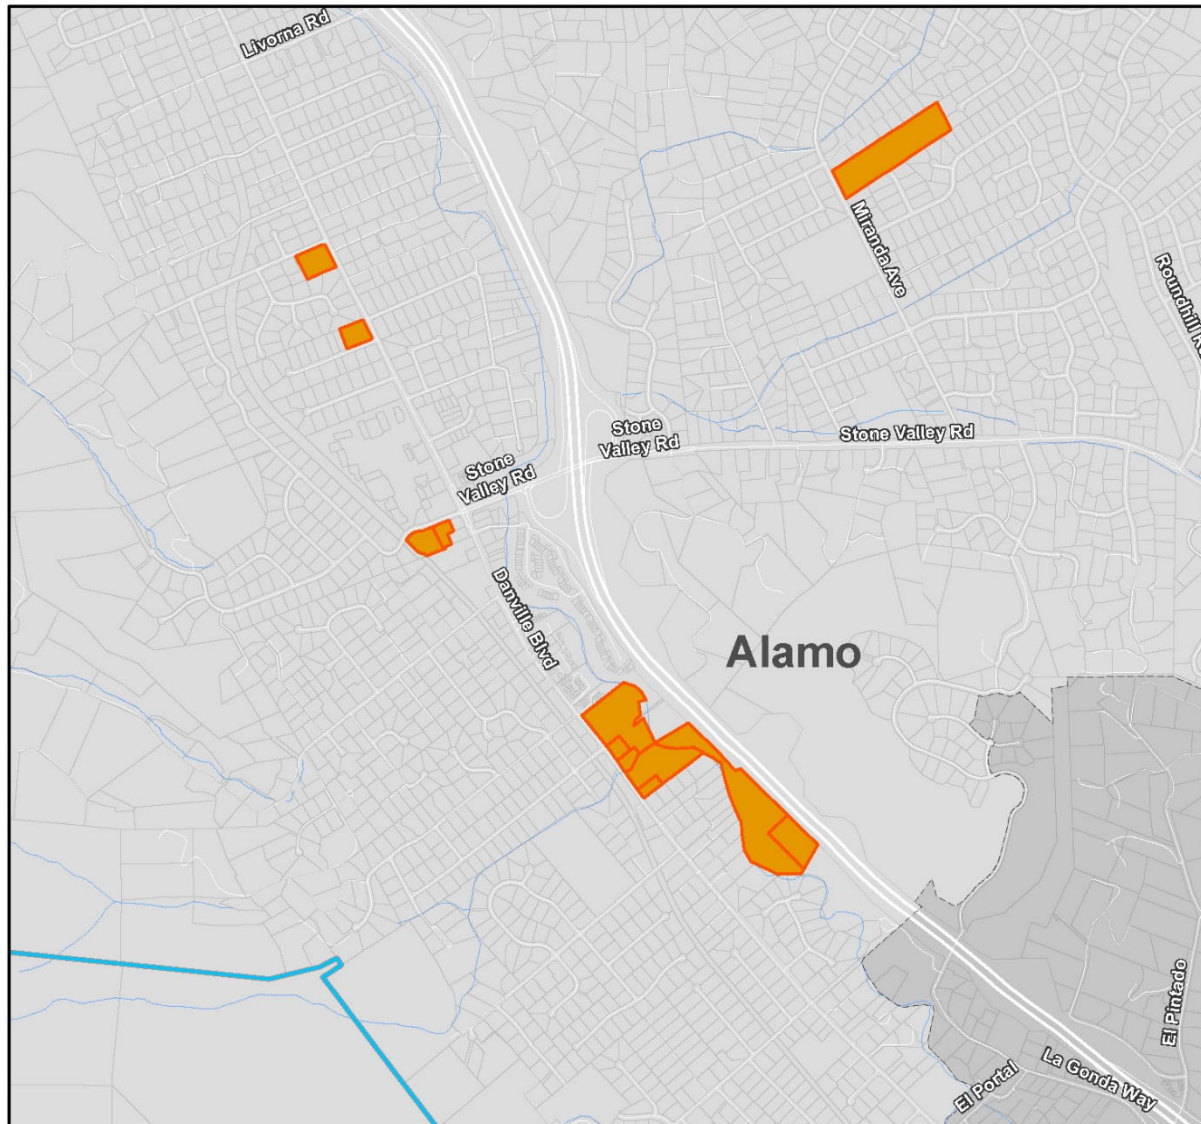 Livorna Rd
Miranda Ave
Roundhill R
Stone
Valley Rd
Stone Valley Rd
Stone
Valley Rd
Danville Blvd
Alamo
El Pintado
La Gonda Way
El Portal